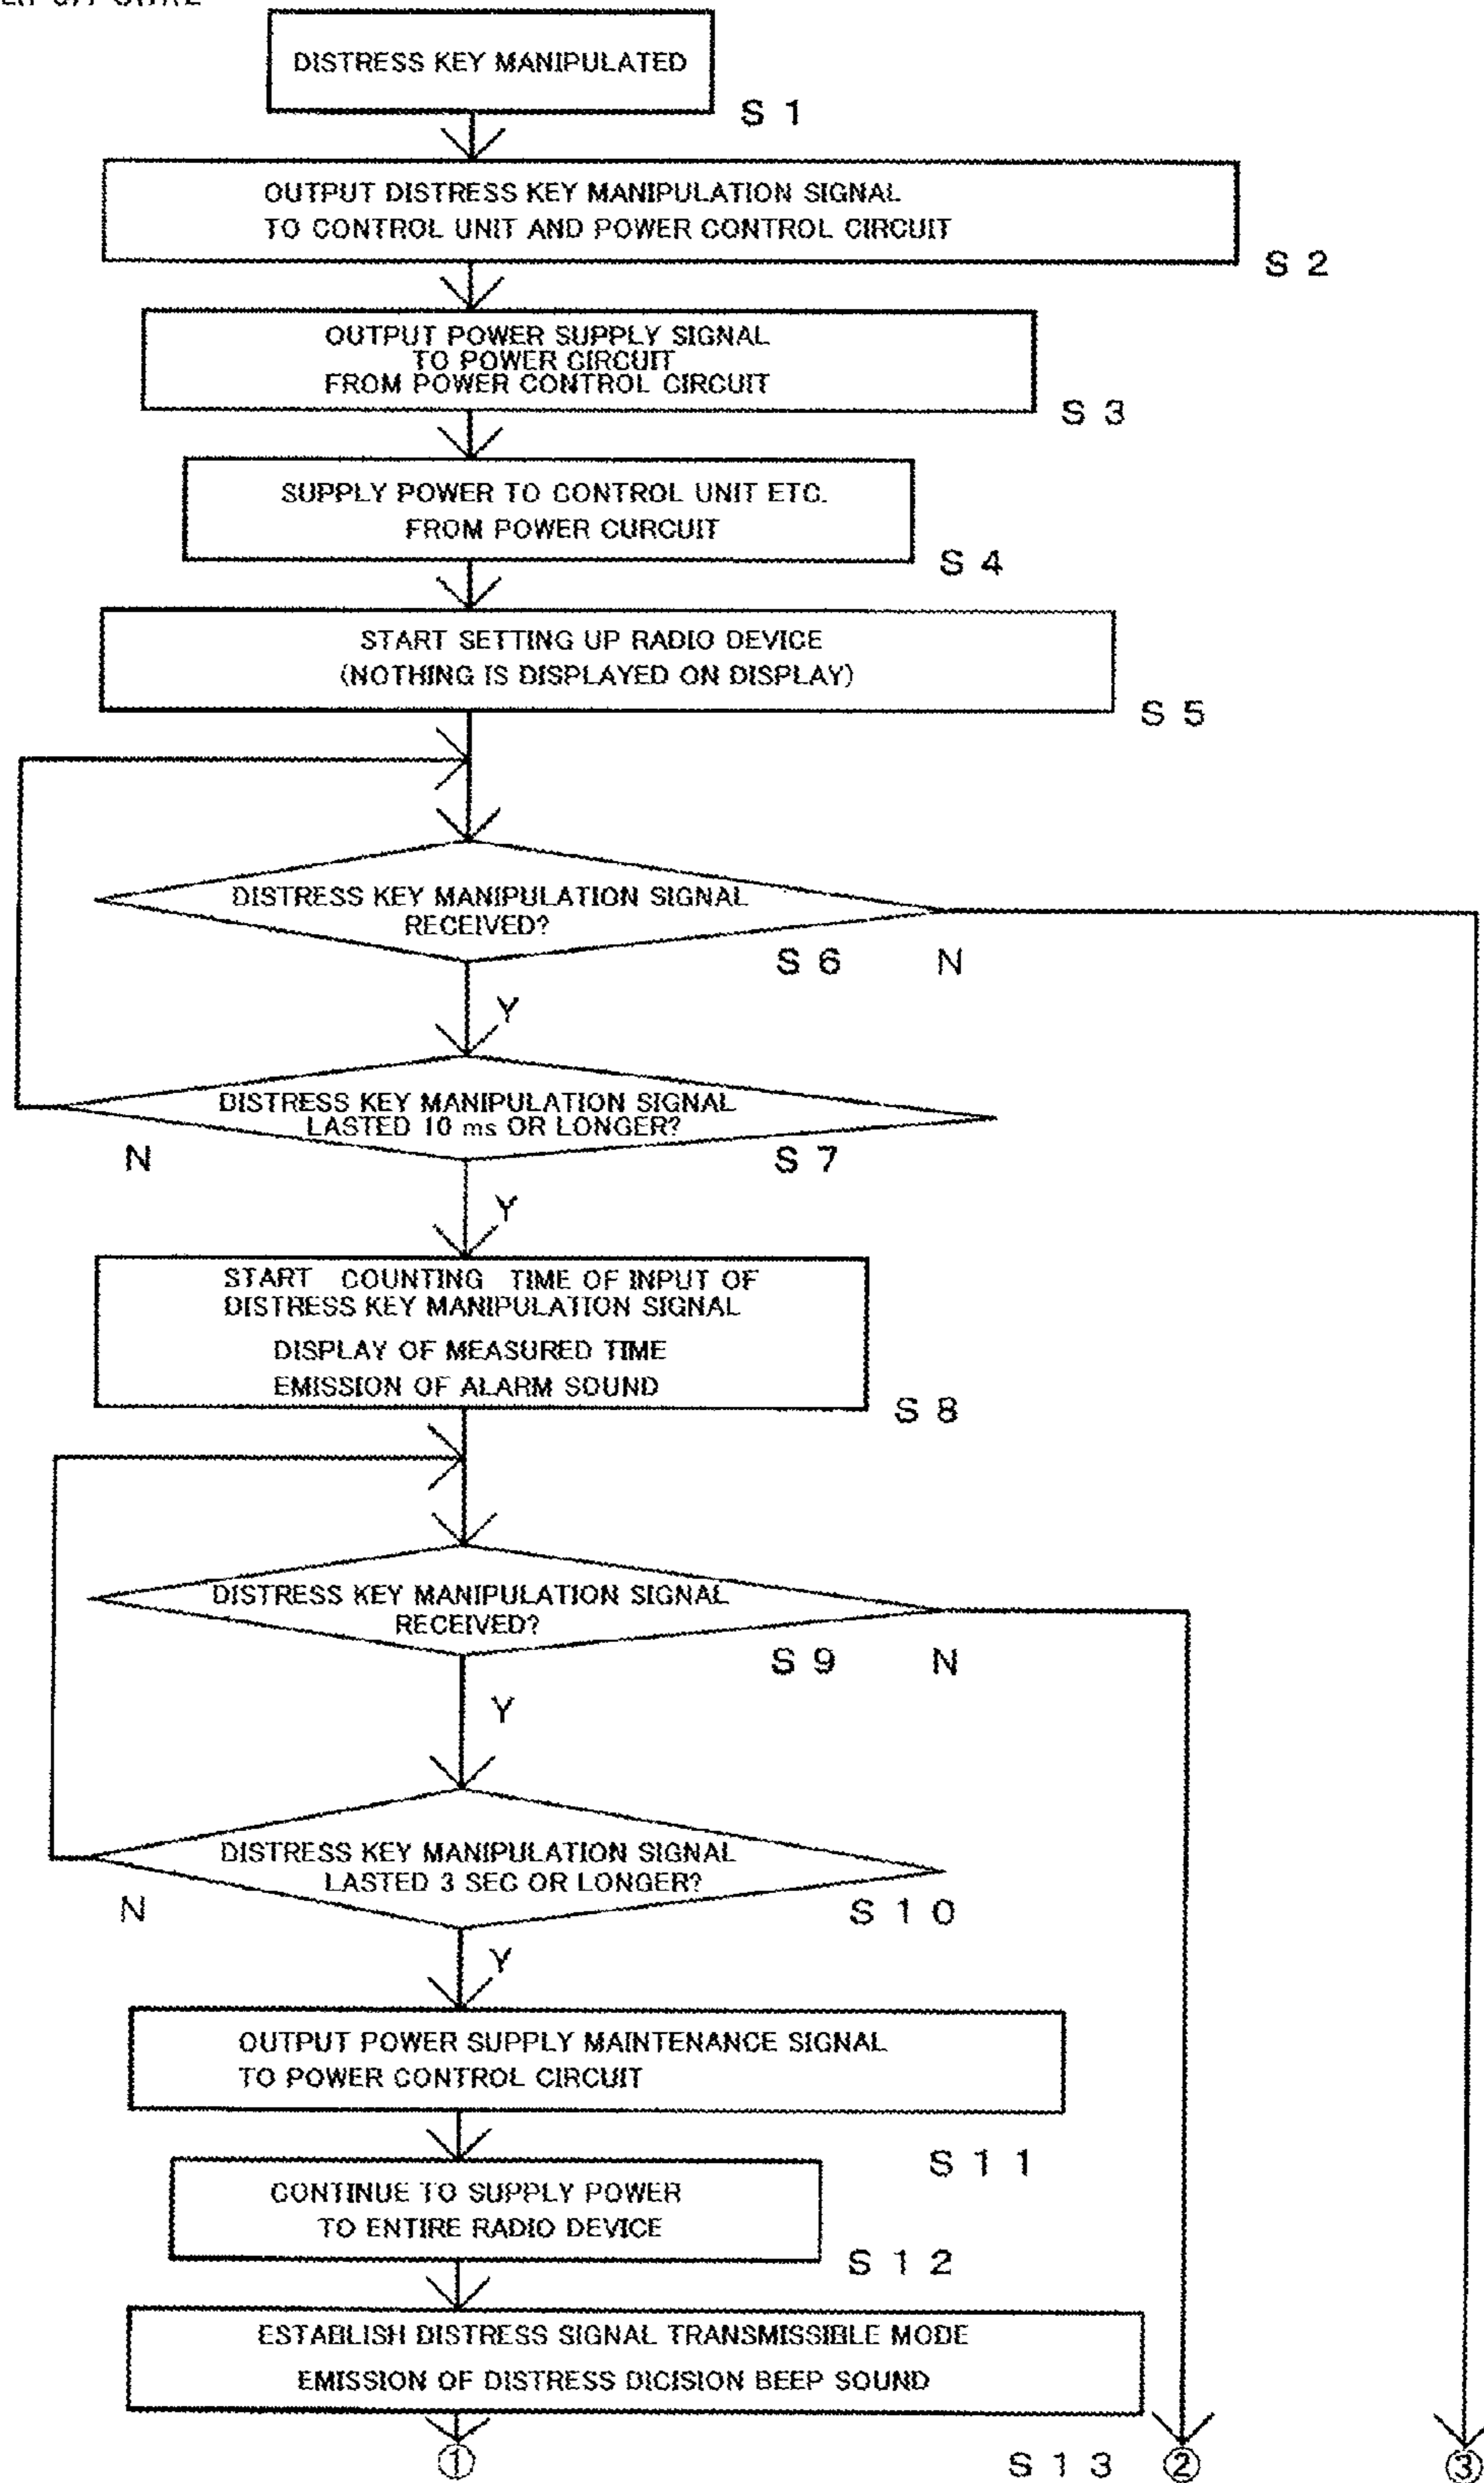 DISTRESS KEY MANIPULATED
S 1
OUTPUT DISTRESS KEY MANIPULATION SIGNAL
TO CONTROL UNIT AND POWER CONTROL CIRCUIT
S 2
OUTPUT POWER SUPPLY SIGNAL
TO POWER CIRCUIT
FROM POWER CONTROL CIRCUIT
S 3
SUPPLY POWER TO CONTROL UNIT ETC.
FROM POWER CURCUIT
S 4
START SETTING UP RADIO DEVICE
(NOTHING IS DISPLAYED ON DISPLAY)
S 5
DISTRESS KEY MANIPULATION SIGNAL
RECEIVED?
S 6
N
Y
DISTRESS KEY MANIPULATION SIGNAL
LASTED 10 ms OR LONGER?
N
S 7
Y
START COUNTING TIME OF INPUT OF
DISTRESS KEY MANIPULATION SIGNAL
DISPLAY OF MEASURED TIME
EMISSION OF ALARM SOUND
S 8
DISTRESS KEY MANIPULATION SIGNAL
RECEIVED?
S 9
N
Y
DISTRESS KEY MANIPULATION SIGNAL
LASTED 3 SEC OR LONGER?
N
S 1 0
Y
OUTPUT POWER SUPPLY MAINTENANCE SIGNAL
TO POWER CONTROL CIRCUIT
S 1 1
CONTINUE TO SUPPLY POWER
TO ENTIRE RADIO DEVICE
S 1 2
ESTABLISH DISTRESS SIGNAL TRANSMISSIBLE MODE
EMISSION OF DISTRESS DICISION BEEP SOUND
S 1 3
①
②
③